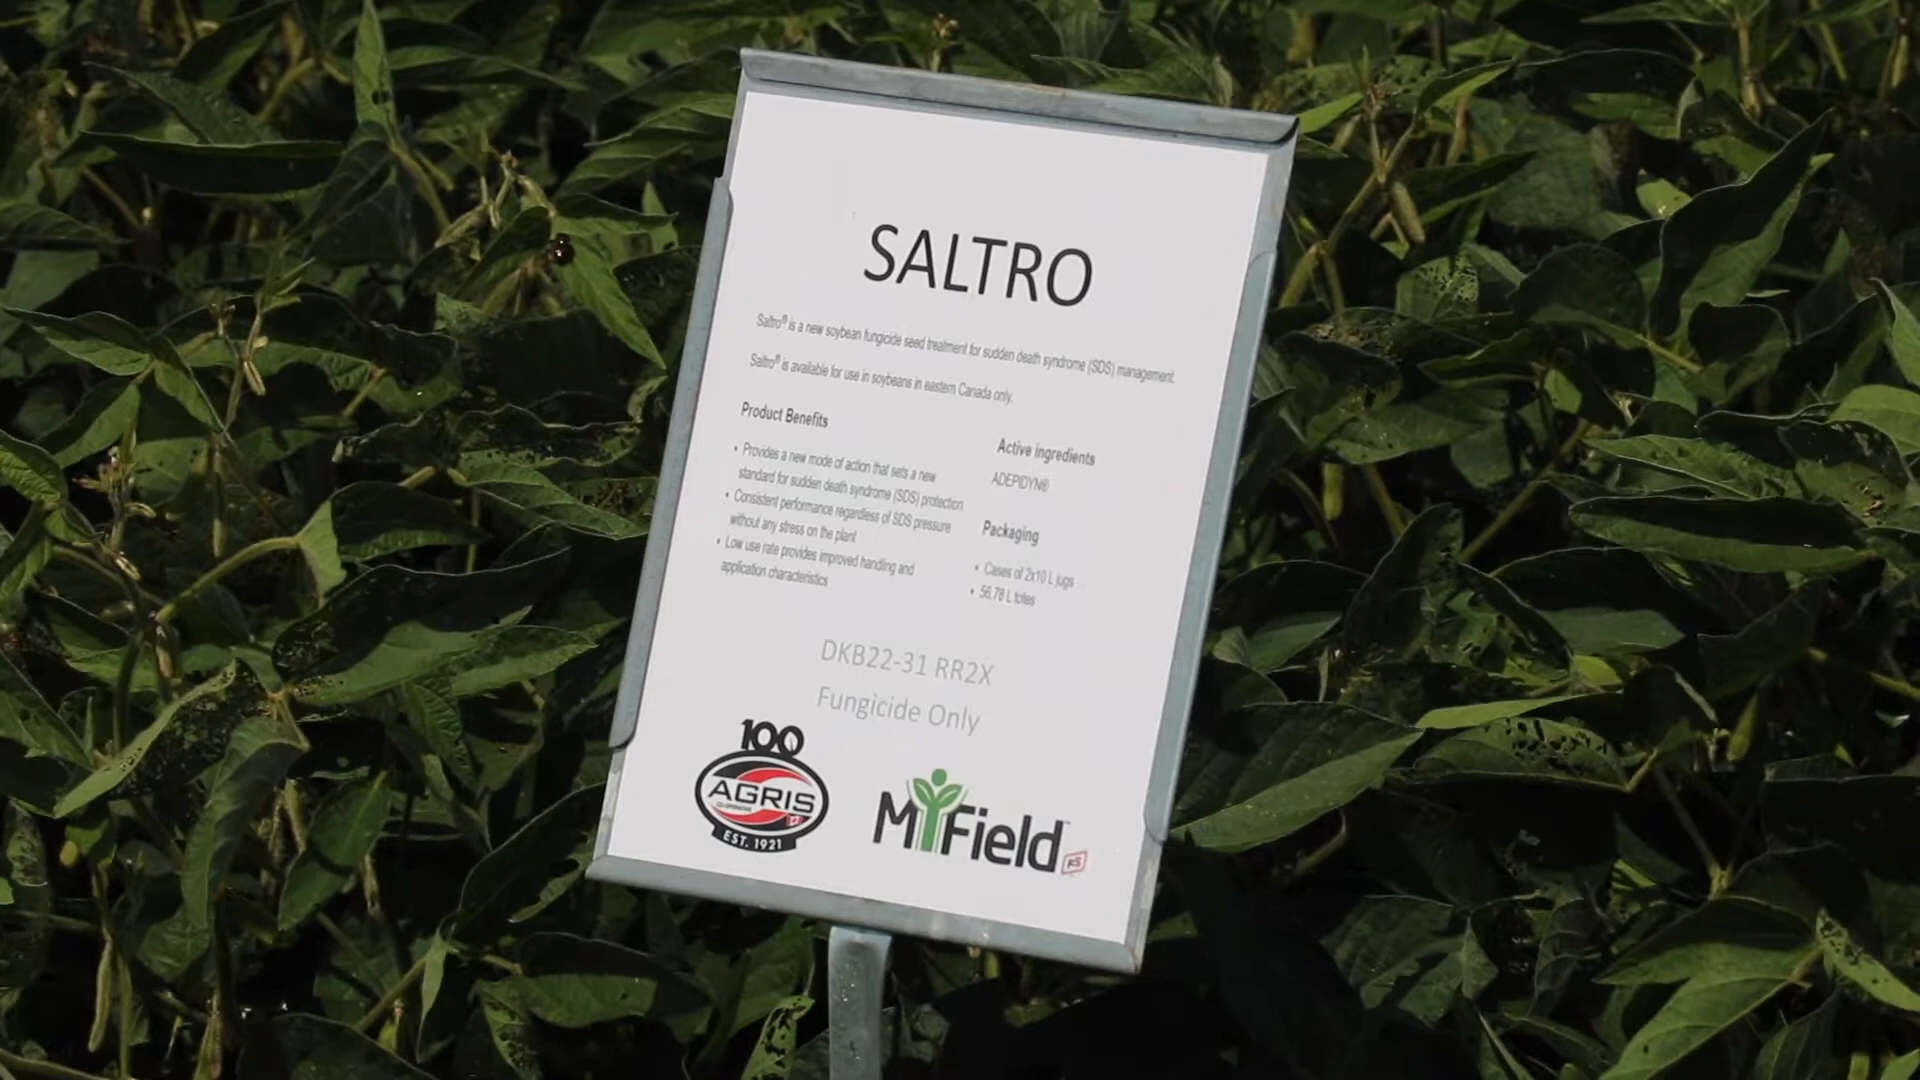 SALTRO
Saltro® is a new soybean fungicide seed treatment for sudden death syndrome (SDS) management.
Saltro® is available for use in soybeans in eastern Canada only.
Product Benefits
• Provides a new mode of action that sets a new
standard for sudden death syndrome (SDS) protection
• Consistent performance regardless of SDS pressure
without any stress on the plant
• Low use rate provides improved handling and
application characteristics
Active ingredients
ADEPIDYN®
Packaging
• Cases of 2x10 L jugs
• 56.78 L totes
DKB22-31 RR2X
Fungicide Only
100
AGRIS
CO-OPERATIVE
EST. 1921
MYField™
FS